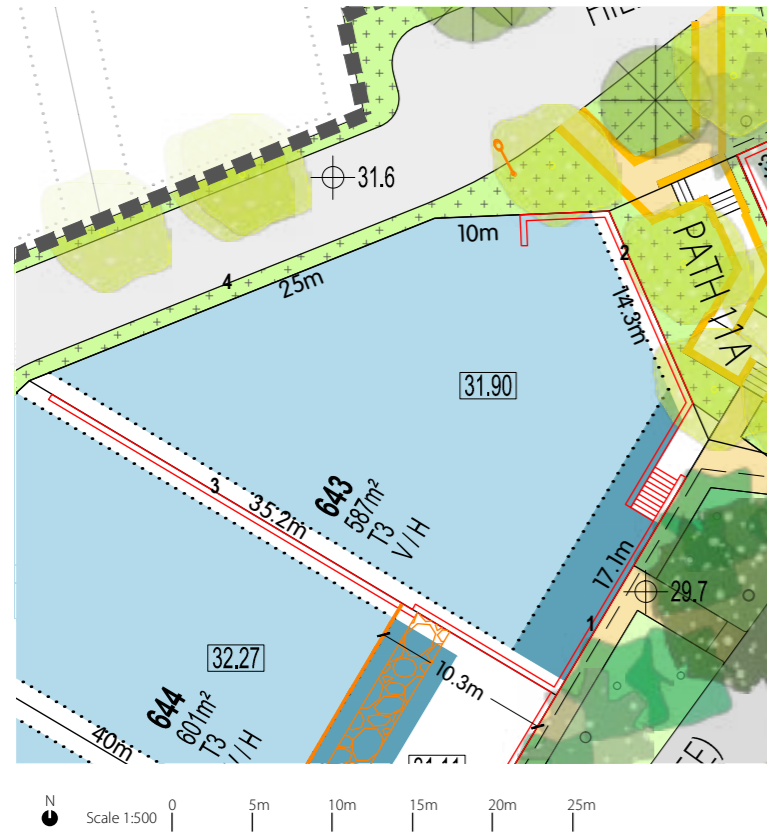 31.6
10m
2
4
25m
14.3m
PATH 11A
31.90
3
35.2m
643
587m²
T3
V / H
17.1m
29.7
1
32.27
10.3m
644
601m²
T3
V / H
40m
N
Scale 1:500
0
5m
10m
15m
20m
25m